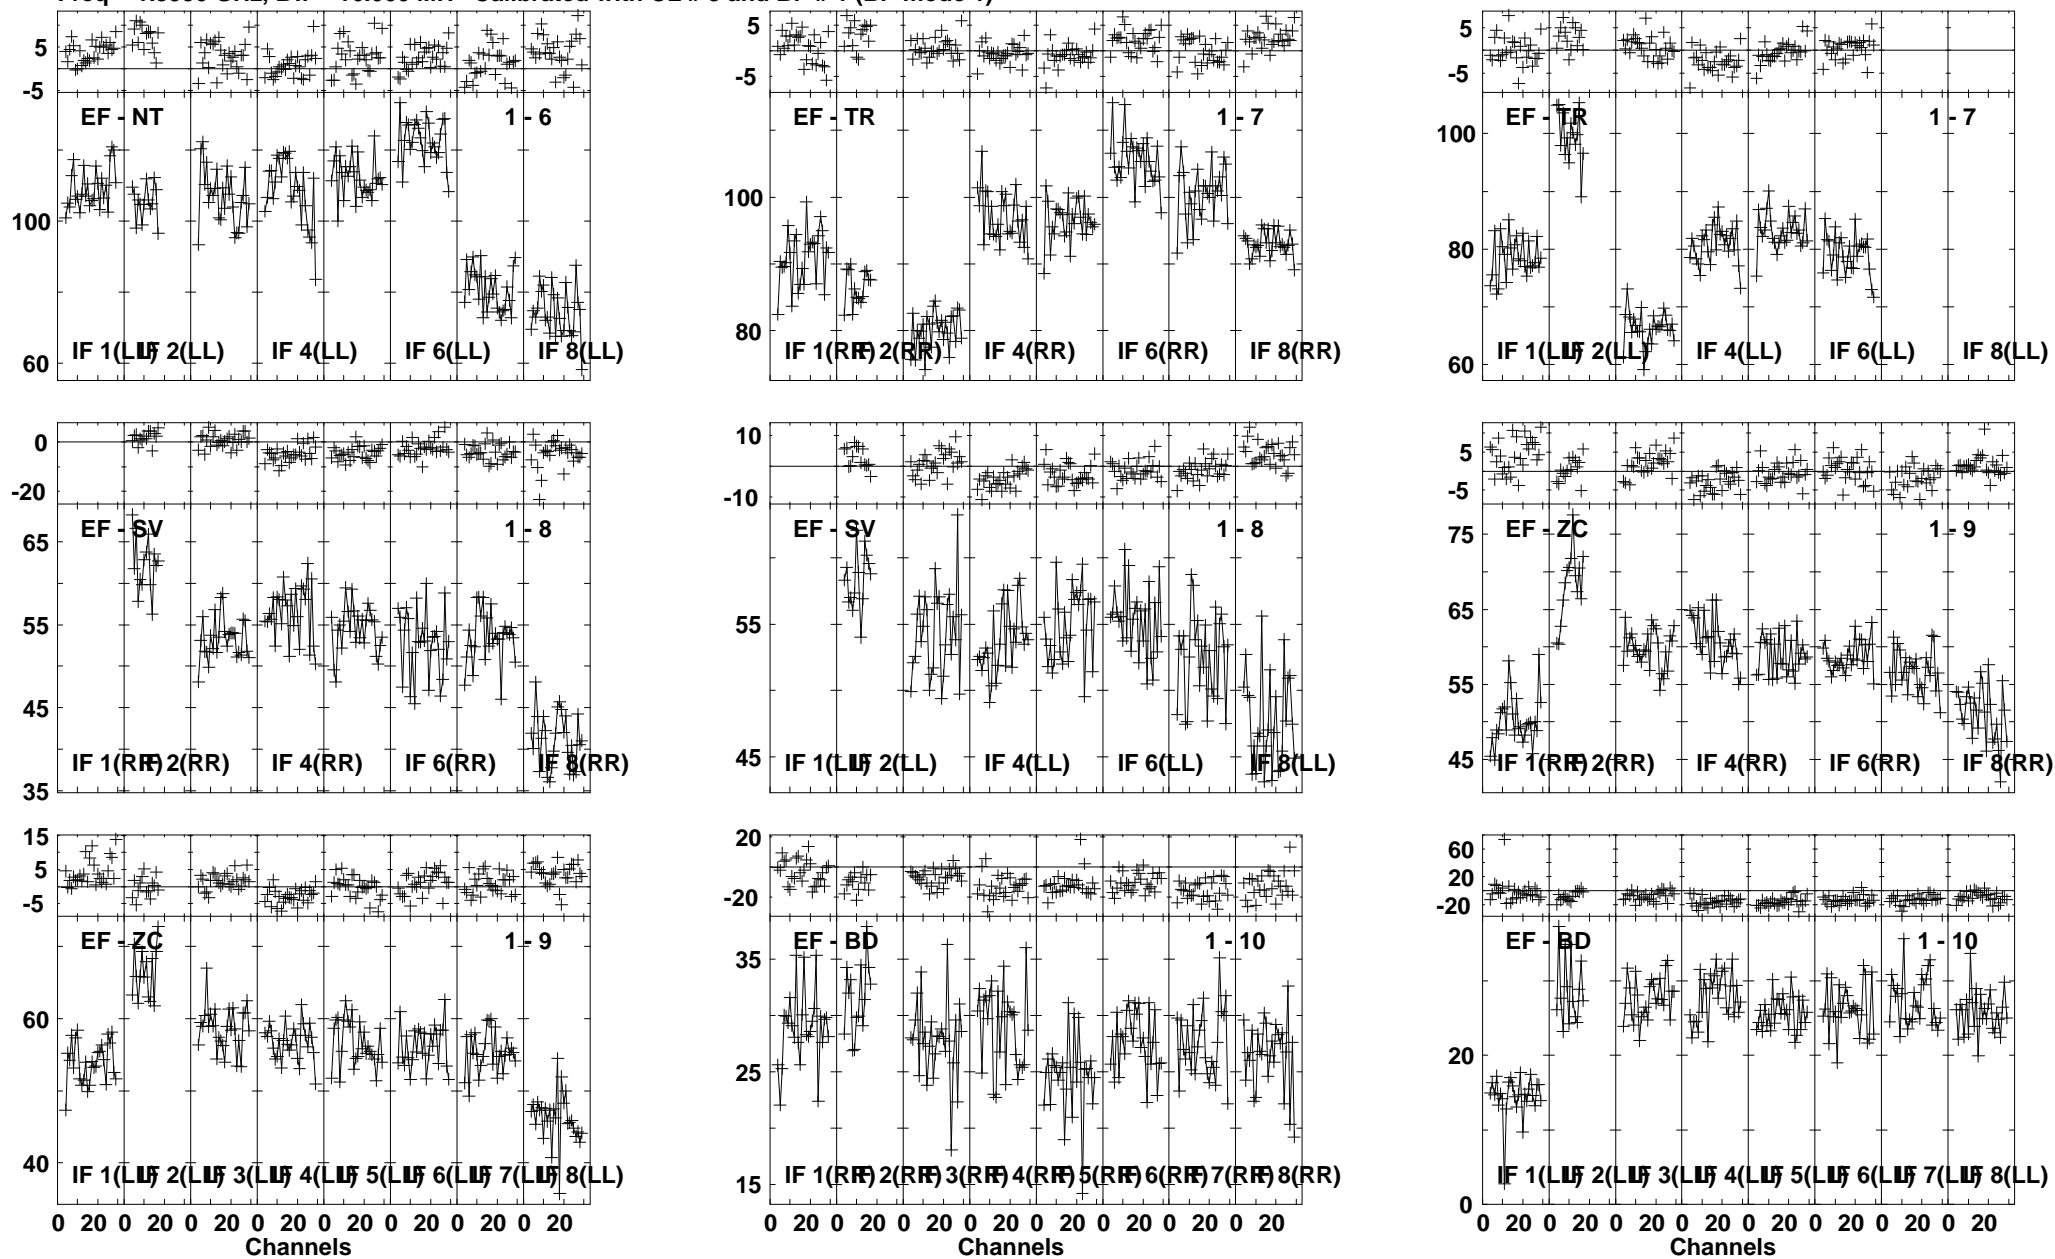 5
-5
EF - NT
1 - 6
100
60
IF 1(LL) IF 2(LL) IF 4(LL) IF 6(LL) IF 8(LL)
5
-5
EF - TR
1 - 7
100
80
IF 1(RR) IF 2(RR) IF 4(RR) IF 6(RR) IF 8(RR)
5
-5
EF - TR
1 - 7
100
80
60
IF 1(LL) IF 2(LL) IF 4(LL) IF 6(LL) IF 8(LL)
0
-20
EF - SV
1 - 8
65
55
45
35
IF 1(RR) IF 2(RR) IF 4(RR) IF 6(RR) IF 8(RR)
10
-10
EF - SV
1 - 8
55
45
IF 1(LL) IF 2(LL) IF 4(LL) IF 6(LL) IF 8(LL)
5
-5
EF - ZC
1 - 9
75
65
55
45
IF 1(RR) IF 2(RR) IF 4(RR) IF 6(RR) IF 8(RR)
15
5
-5
EF - ZC
1 - 9
60
40
IF 1(LL) IF 2(LL) IF 3(LL) IF 4(LL) IF 5(LL) IF 6(LL) IF 7(LL) IF 8(LL)
0 20 0 20 0 20 0 20 0 20 0 20 0 20 0 20
Channels
20
-20
EF - BD
1 - 10
35
25
15
IF 1(RR) IF 2(RR) IF 3(RR) IF 4(RR) IF 5(RR) IF 6(RR) IF 7(RR) IF 8(RR)
0 20 0 20 0 20 0 20 0 20 0 20 0 20 0 20
Channels
60
20
-20
EF - BD
1 - 10
20
0
IF 1(LL) IF 2(LL) IF 3(LL) IF 4(LL) IF 5(LL) IF 6(LL) IF 7(LL) IF 8(LL)
0 20 0 20 0 20 0 20 0 20 0 20 0 20 0 20
Channels